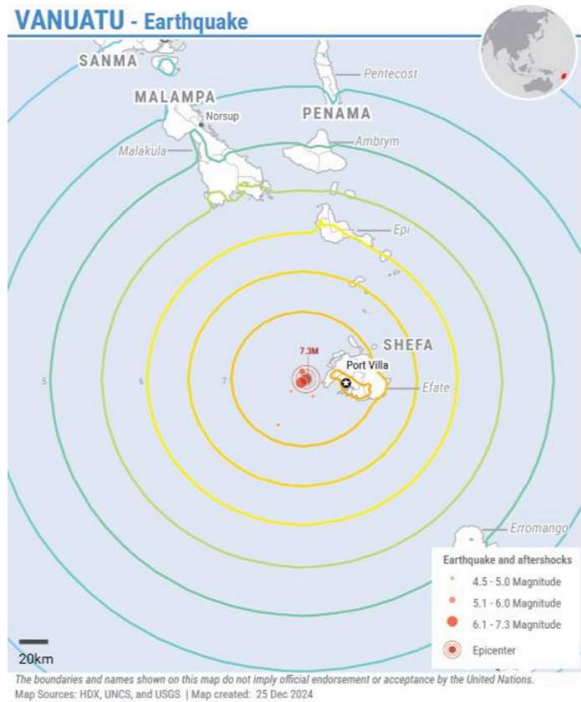 VANUATU - Earthquake
SANMA
Pentecost
MALAMPA
Norsup
PENAMA
Malakula
Ambrym
Epi
7.3M
SHEFA
Port Villa
5
6
7
Efate
Erromango
Earthquake and aftershocks
4.5 - 5.0 Magnitude
5.1 - 6.0 Magnitude
6.1 - 7.3 Magnitude
Epicenter
20km
The boundaries and names shown on this map do not imply official endorsement or acceptance by the United Nations.
Map Sources: HDX, UNCS, and USGS | Map created: 25 Dec 2024